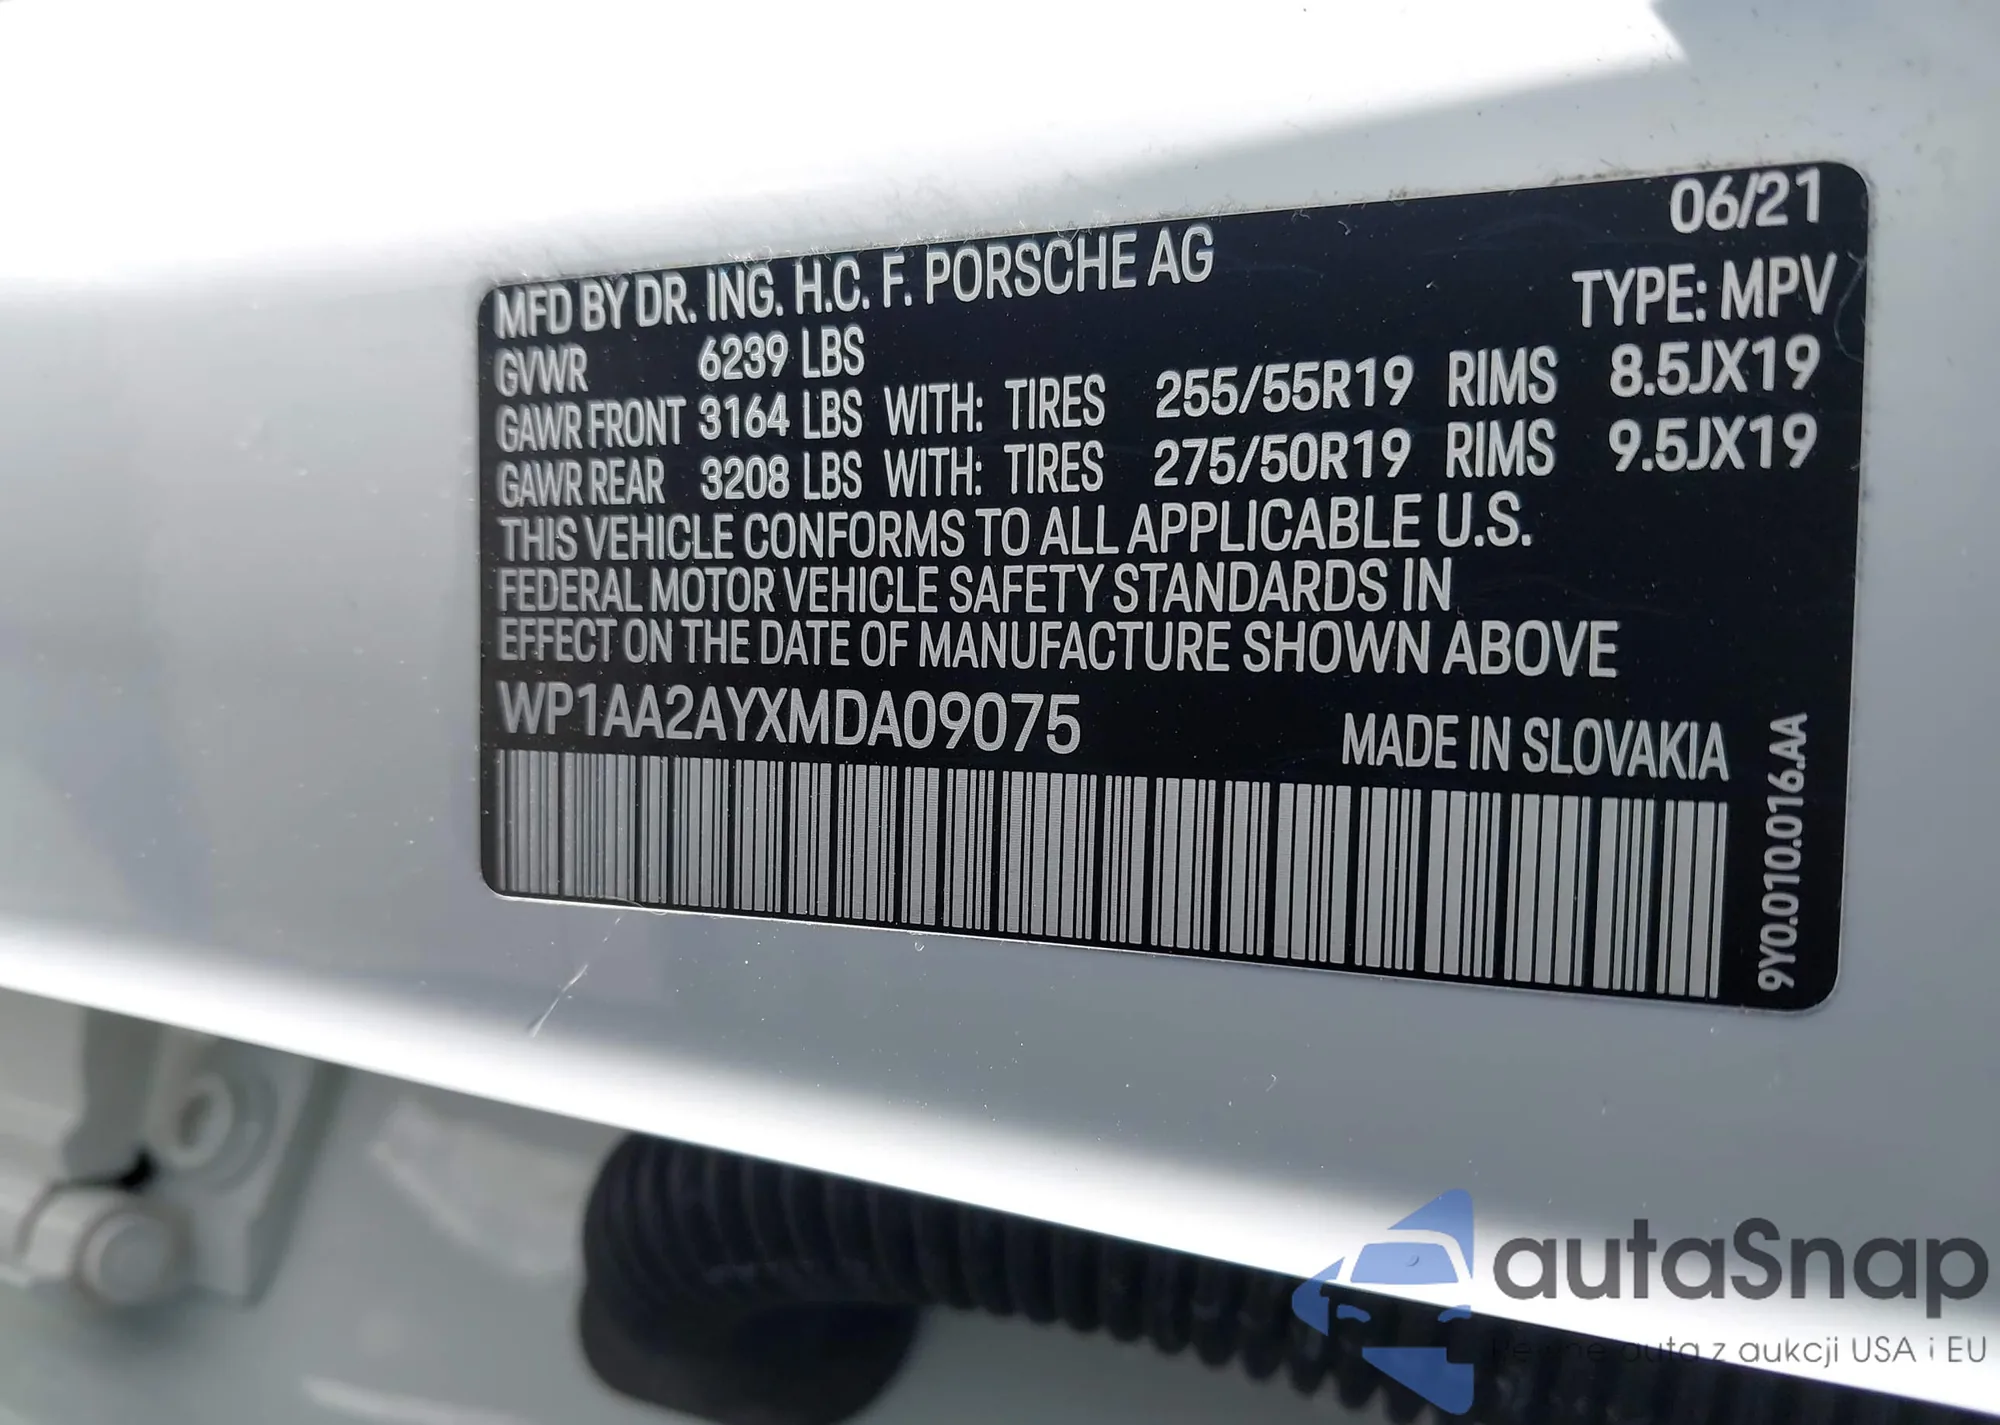 06/21
MFD BY DR. ING. H.C. F. PORSCHE AG
TYPE: MPV
GVWR 6239 LBS
GAWR FRONT 3164 LBS WITH: TIRES 255/55R19 RIMS 8.5JX19
GAWR REAR 3208 LBS WITH: TIRES 275/50R19 RIMS 9.5JX19
THIS VEHICLE CONFORMS TO ALL APPLICABLE U.S.
FEDERAL MOTOR VEHICLE SAFETY STANDARDS IN
EFFECT ON THE DATE OF MANUFACTURE SHOWN ABOVE
WP1AA2AYXMDA09075
MADE IN SLOVAKIA
9Y0.010.016.AA
autaSnap
Pewne auta z aukcji USA i EU